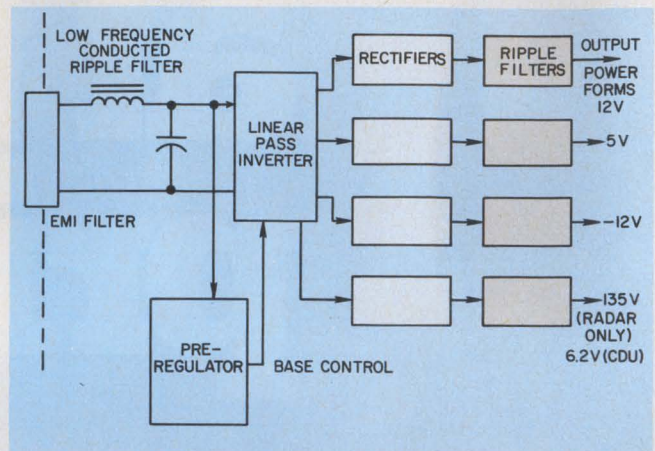 LOW FREQUENCY
CONDUCTED
RIPPLE FILTER
EMI FILTER
LINEAR
PASS
INVERTER
PRE-
REGULATOR
BASE CONTROL
RECTIFIERS
RIPPLE
FILTERS
OUTPUT
POWER
FORMS
12V
5V
-12V
135V
(RADAR
ONLY)
6.2V (CDU)